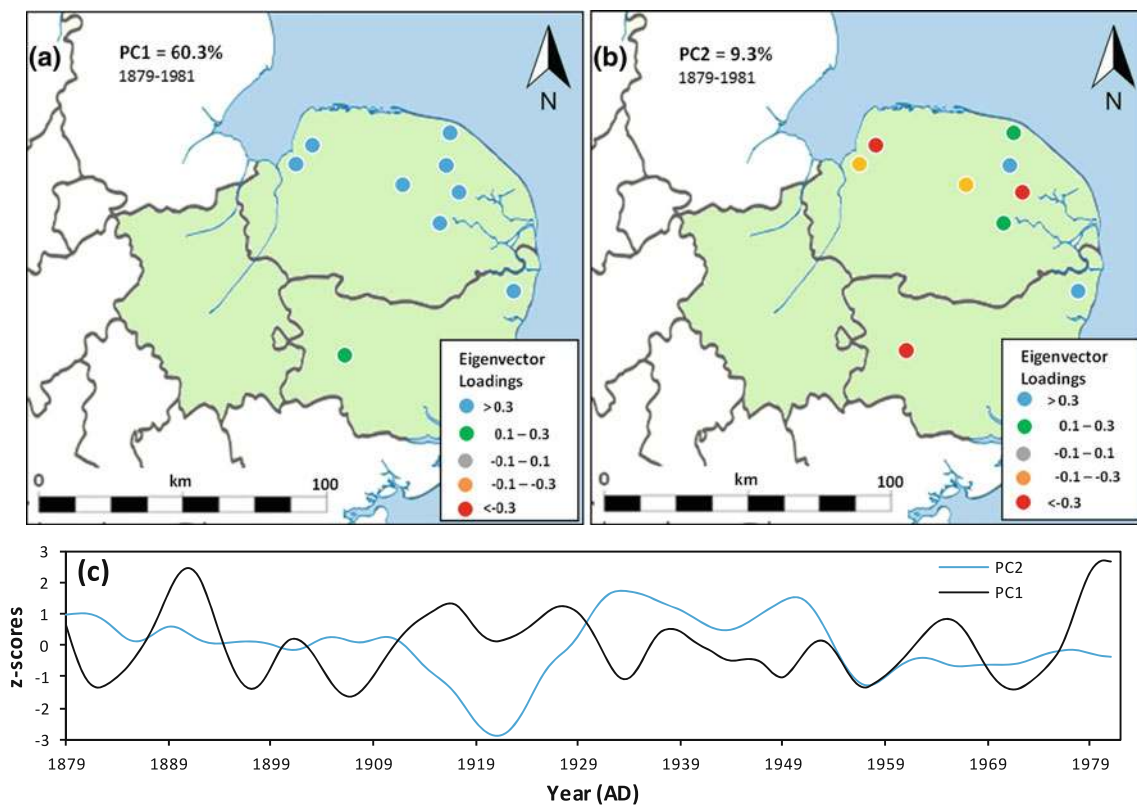 (a)
PC1 = 60.3%
1879-1981
N
Eigenvector
Loadings
> 0.3
0.1 – 0.3
-0.1 – 0.1
-0.1 – -0.3
<-0.3
0 km 100
(b)
PC2 = 9.3%
1879-1981
N
Eigenvector
Loadings
> 0.3
0.1 – 0.3
-0.1 – 0.1
-0.1 – -0.3
<-0.3
0 km 100
(c)
PC2
PC1
z-scores
3
2
1
0
-1
-2
-3
1879 1889 1899 1909 1919 1929 1939 1949 1959 1969 1979
Year (AD)